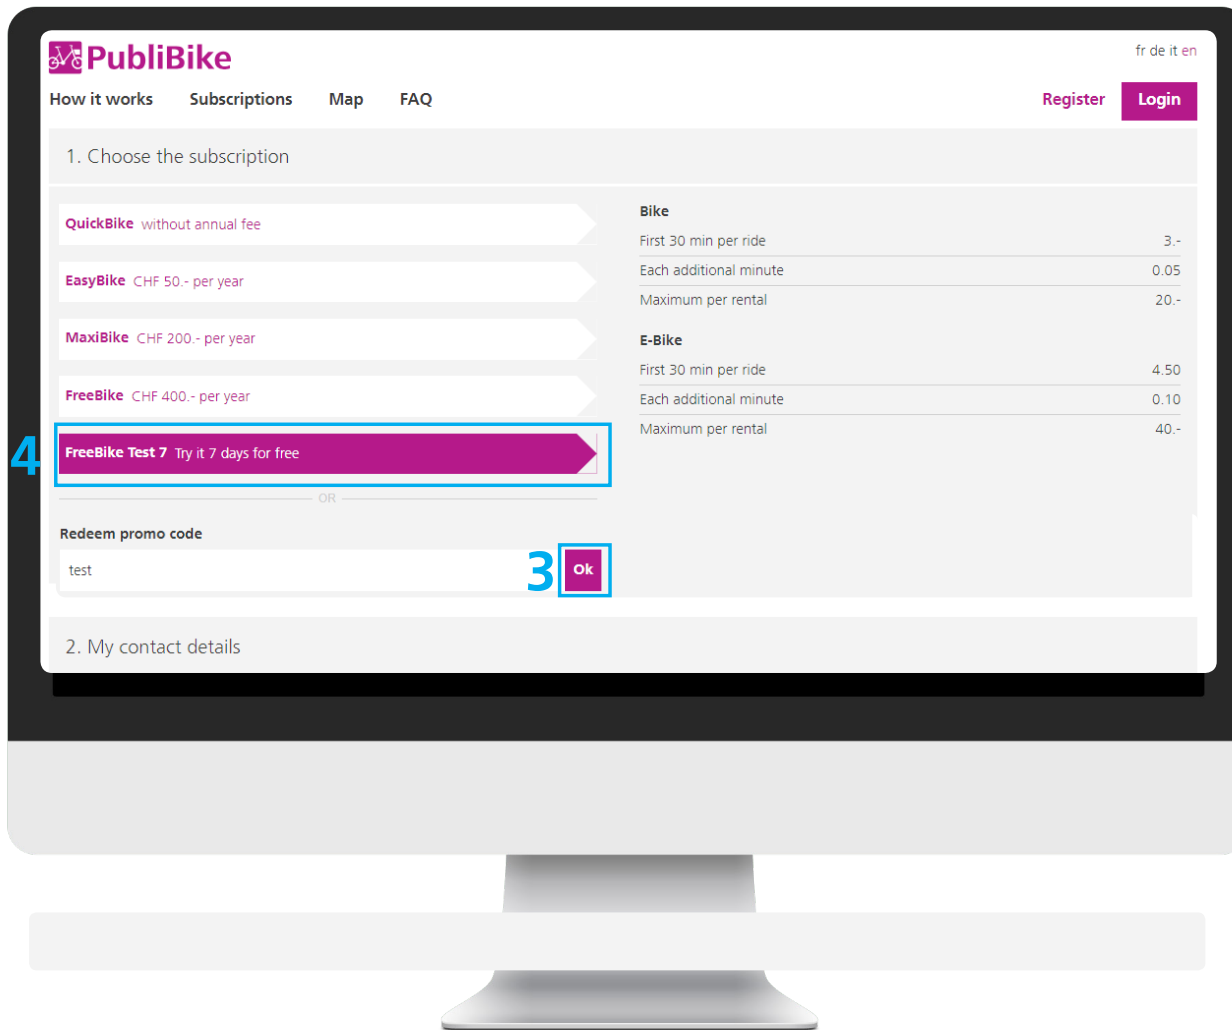 PubliBike
fr de it en
How it works Subscriptions Map FAQ Register Login
1. Choose the subscription
QuickBike without annual fee
EasyBike CHF 50.- per year
MaxiBike CHF 200.- per year
FreeBike CHF 400.- per year
4 FreeBike Test 7 Try it 7 days for free
OR
Redeem promo code
test 3 Ok
Bike
First 30 min per ride 3.-
Each additional minute 0.05
Maximum per rental 20.-
E-Bike
First 30 min per ride 4.50
Each additional minute 0.10
Maximum per rental 40.-
2. My contact details